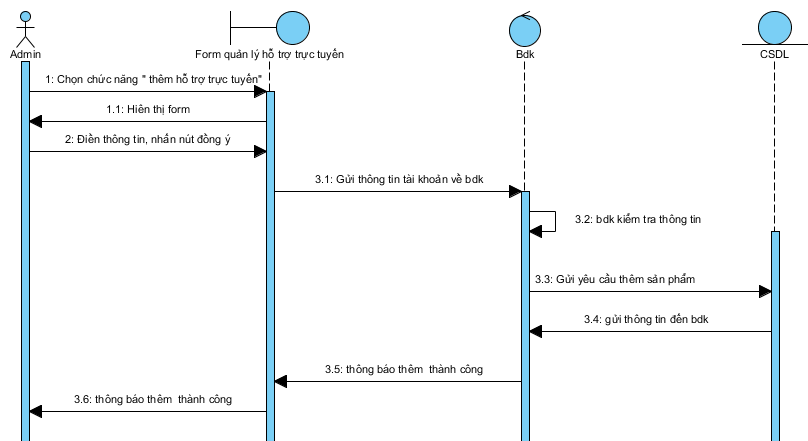 Admin
Form quản lý hỗ trợ trực tuyến
Bdk
CSDL
1: Chọn chức năng " thêm hỗ trợ trực tuyến"
1.1: Hiên thị form
2: Điền thông tin, nhấn nút đồng ý
3.1: Gửi thông tin tài khoản về bdk
3.2: bdk kiểm tra thông tin
3.3: Gửi yêu cầu thêm sản phẩm
3.4: gửi thông tin đến bdk
3.5: thông báo thêm  thành công
3.6: thông báo thêm  thành công